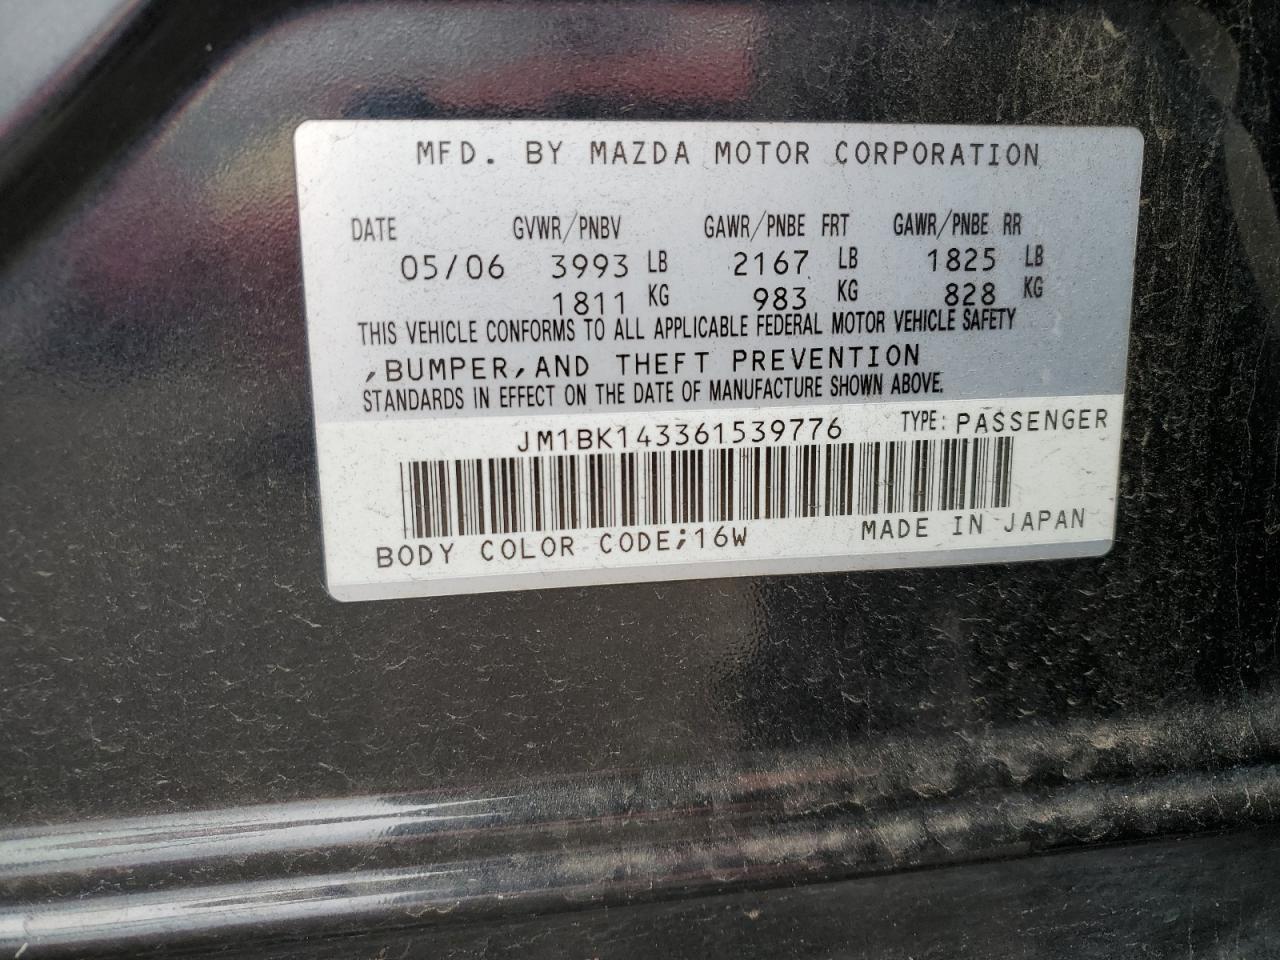 MFD. BY MAZDA MOTOR CORPORATION
DATE GVWR/PNBV GAWR/PNBE FRT GAWR/PNBE RR
05/06 3993 LB 2167 LB 1825 LB
1811 KG 983 KG 828 KG
THIS VEHICLE CONFORMS TO ALL APPLICABLE FEDERAL MOTOR VEHICLE SAFETY
,BUMPER,AND THEFT PREVENTION
STANDARDS IN EFFECT ON THE DATE OF MANUFACTURE SHOWN ABOVE.
JM1BK143361539776 TYPE: PASSENGER
BODY COLOR CODE;16W MADE IN JAPAN